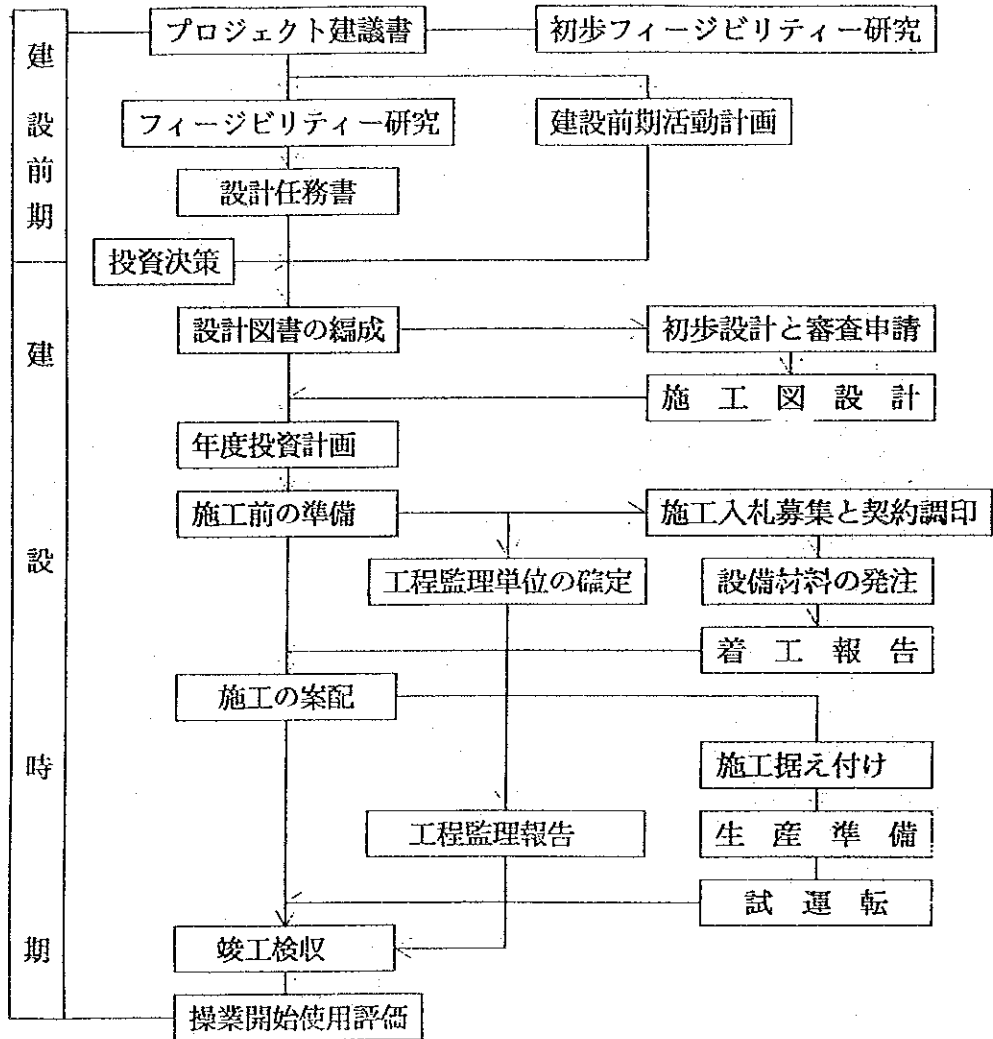 建設前期
プロジェクト建議書
初歩フィージビリティー研究
フィージビリティー研究
建設前期活動計画
設計任務書
投資決策
建設時期
設計図書の編成
初歩設計と審査申請
施工図設計
年度投資計画
施工前の準備
施工入札募集と契約調印
工程監理単位の確定
設備材料の発注
着工報告
施工の案配
施工据え付け
工程監理報告
生産準備
試運転
竣工検収
操業開始使用評価